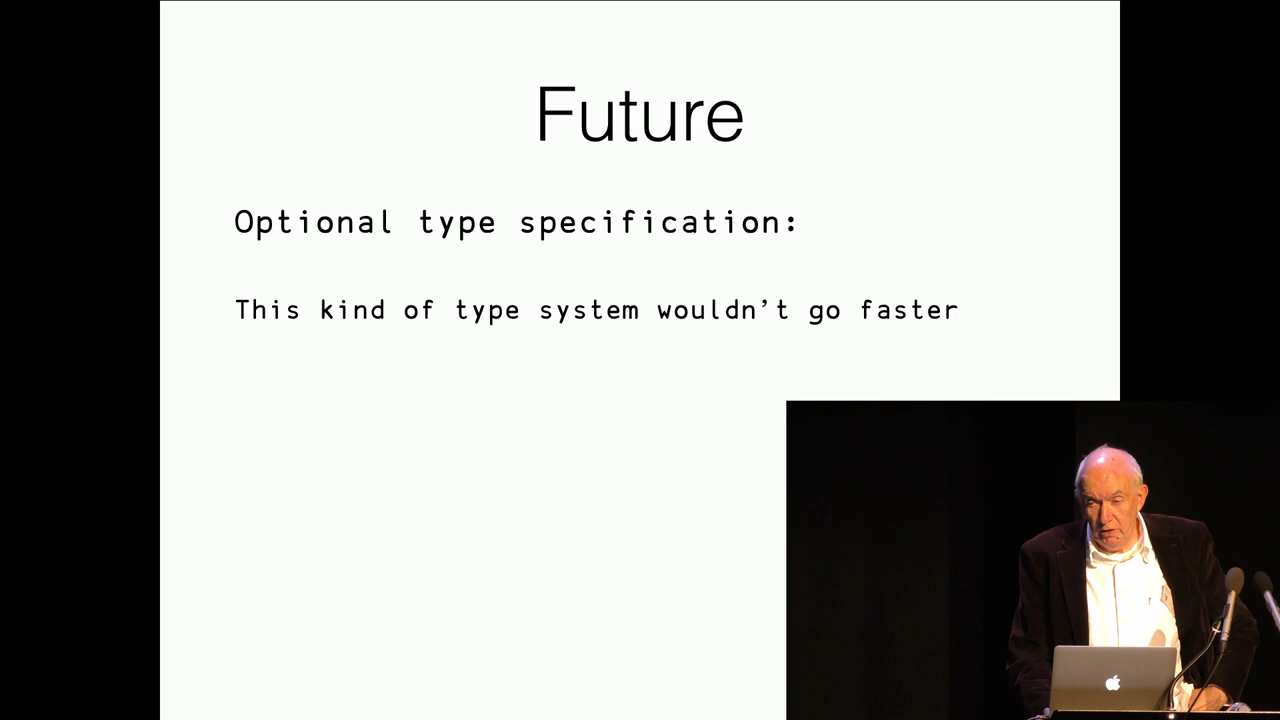 Future
Optional type specification:
This kind of type system wouldn’t go faster